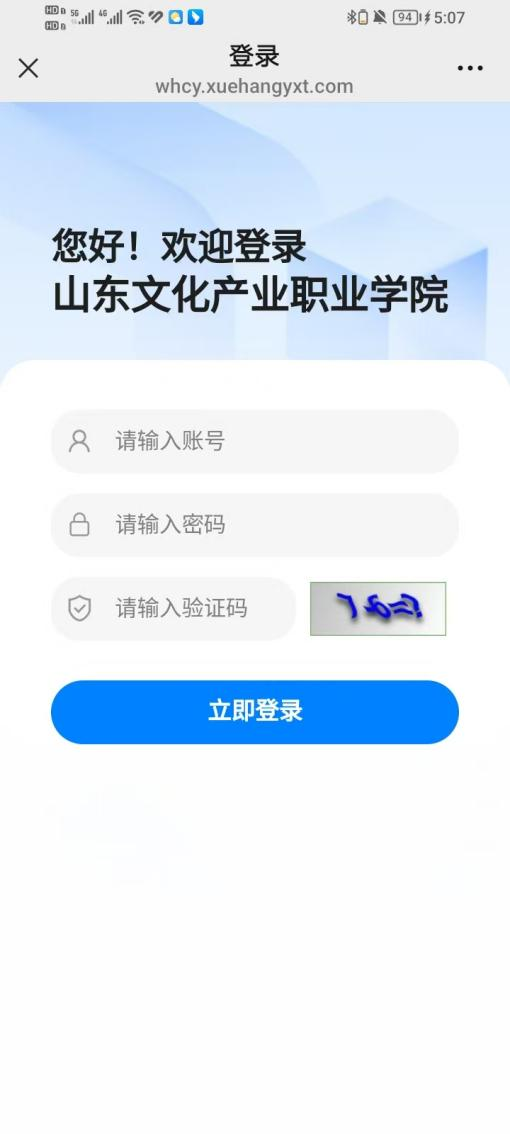 5:07
94
登录
whcy.xuehangyxt.com
您好！欢迎登录
山东文化产业职业学院
请输入账号
请输入密码
请输入验证码
立即登录